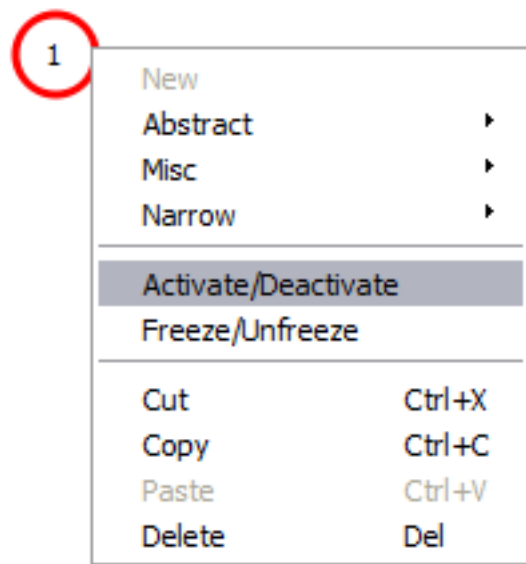 1
New
Abstract
Misc
Narrow
Activate/Deactivate
Freeze/Unfreeze
Cut Ctrl+X
Copy Ctrl+C
Paste Ctrl+V
Delete Del